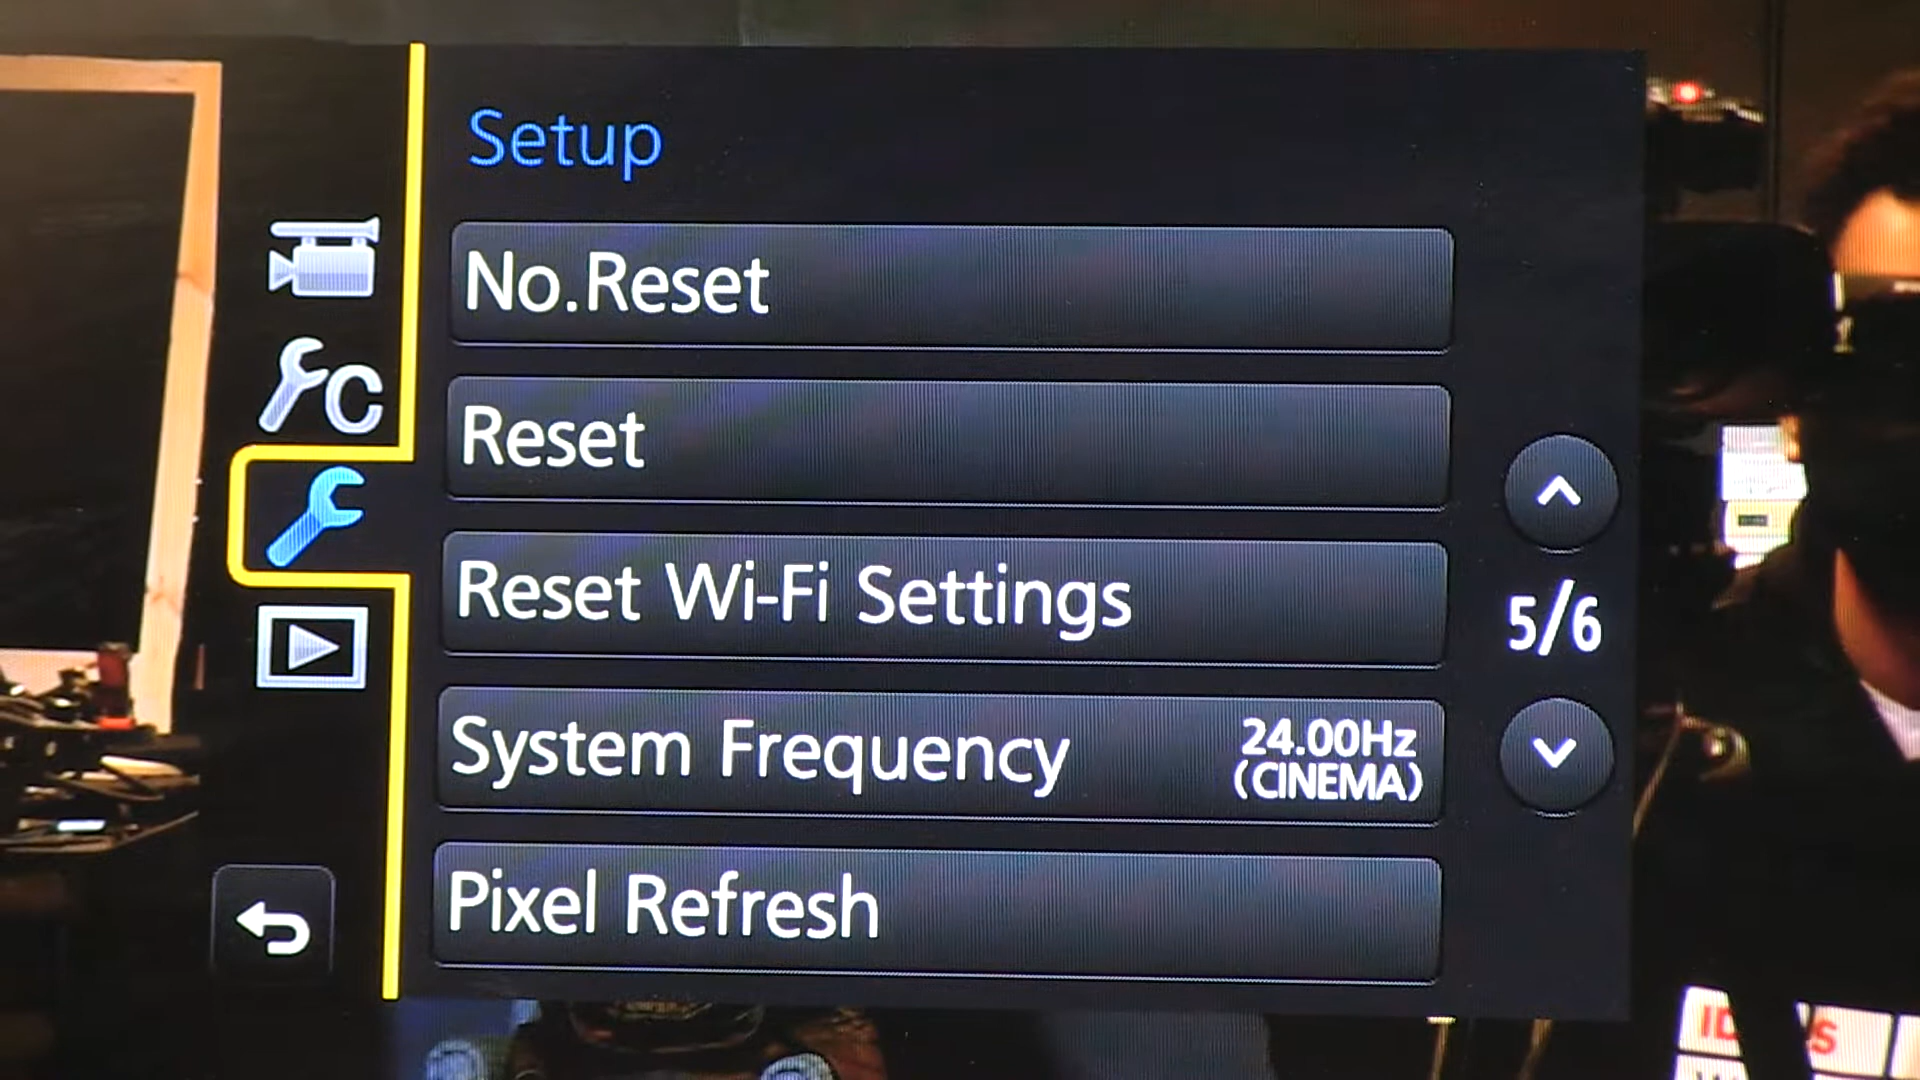 Setup
No.Reset
C
Reset
Reset Wi-Fi Settings
5/6
System Frequency 24.00Hz
(CINEMA)
Pixel Refresh